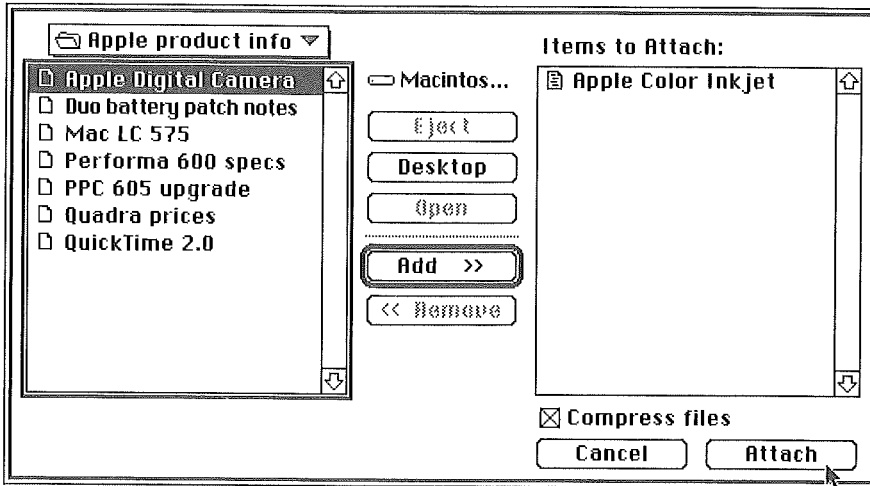 Apple product info
Apple Digital Camera
Duo battery patch notes
Mac LC 575
Performa 600 specs
PPC 605 upgrade
Quadra prices
QuickTime 2.0
Macintos...
Eject
Desktop
Open
Add >>
<< Remove
Items to Attach:
Apple Color Inkjet
Compress files
Cancel
Attach